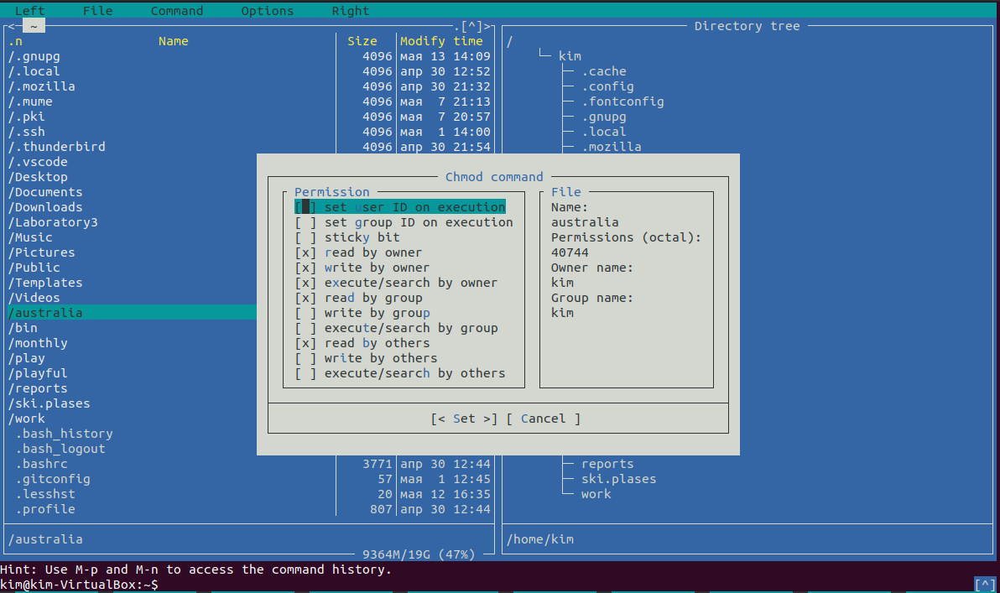 Left File Command Options Right
<- ~ .[^]> Directory tree
.n Name Size Modify time
/.gnupg 4096 мая 13 14:09
/.local 4096 апр 30 12:52
/.mozilla 4096 апр 30 21:32
/.mume 4096 мая 7 21:13
/.pki 4096 мая 7 20:57
/.ssh 4096 мая 1 14:00
/.thunderbird 4096 апр 30 21:54
/.vscode
/Desktop
/Documents
/Downloads
/Laboratory3
/Music
/Pictures
/Public
/Templates
/Videos
/australia
/bin
/monthly
/play
/playful
/reports
/ski.plases
/work
.bash_history
.bash_logout
.bashrc 3771 апр 30 12:44
.gitconfig 57 мая 1 12:45
.lesshst 20 мая 12 16:35
.profile 807 апр 30 12:44
/australia
9364M/19G (47%)
/
kim
.cache
.config
.fontconfig
.gnupg
.local
.mozilla
reports
ski.plases
work
/home/kim
Chmod command
Permission
[ ] set user ID on execution
[ ] set group ID on execution
[ ] sticky bit
[x] read by owner
[x] write by owner
[x] execute/search by owner
[x] read by group
[ ] write by group
[ ] execute/search by group
[x] read by others
[ ] write by others
[ ] execute/search by others
File
Name:
australia
Permissions (octal):
40744
Owner name:
kim
Group name:
kim
[< Set >] [ Cancel ]
Hint: Use M-p and M-n to access the command history.
kim@kim-VirtualBox:~$ [^]